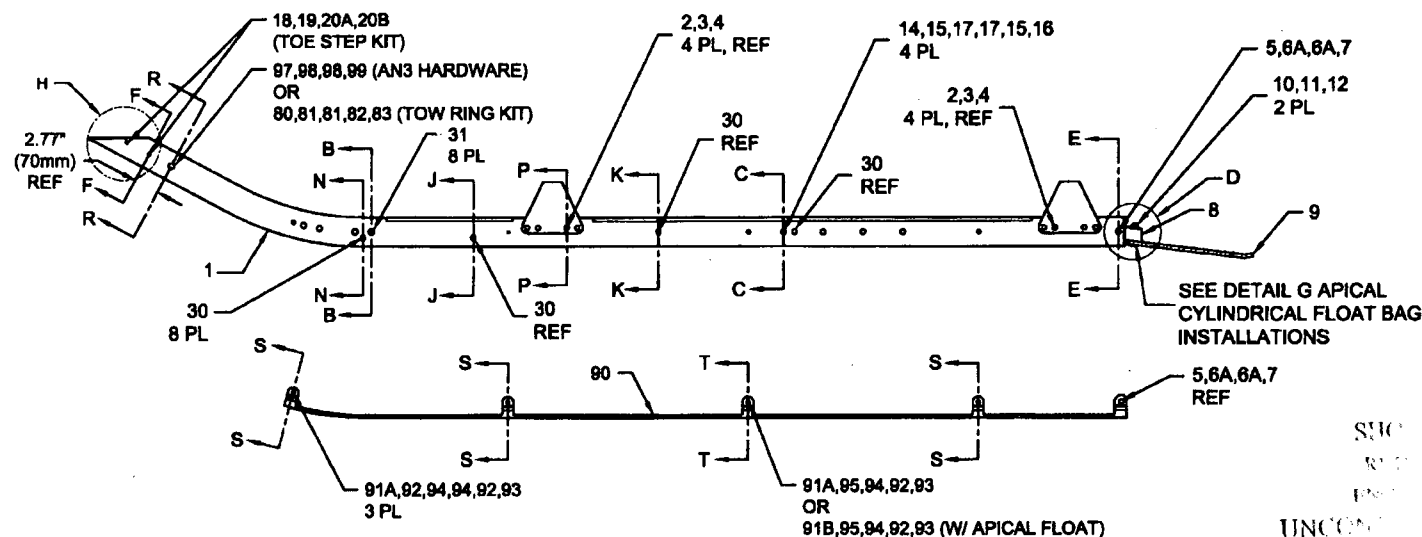 18,19,20A,20B
(TOE STEP KIT)
97,98,98,99 (AN3 HARDWARE)
OR
80,81,81,82,83 (TOW RING KIT)
2,3,4
4 PL, REF
14,15,17,17,15,16
4 PL
5,6A,6A,7
10,11,12
2 PL
H
R
F
2.77"
(70mm)
REF
F
R
31
8 PL
30
REF
2,3,4
4 PL, REF
E
D
8
9
B
N
J
P
K
C
30
REF
1
N
B
J
P
K
C
E
30
8 PL
30
REF
SEE DETAIL G APICAL
CYLINDRICAL FLOAT BAG
INSTALLATIONS
S
S
90
T
S
5,6A,6A,7
REF
S
S
T
S
91A,92,94,94,92,93
3 PL
91A,95,94,92,93
OR
91B,95,94,92,93 (W/ APICAL FLOAT)